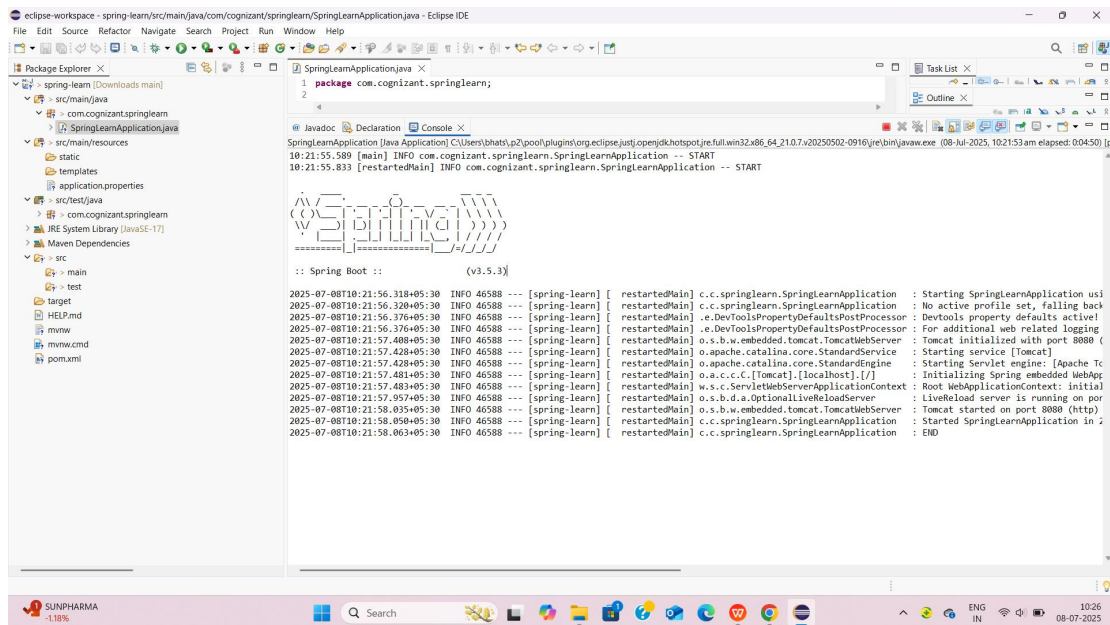 eclipse-workspace - spring-learn/src/main/java/com/cognizant/springlearn/SpringLearnApplication.java - Eclipse IDE
File Edit Source Refactor Navigate Search Project Run Window Help
Package Explorer
> spring-learn [Downloads main]
> src/main/java
> com.cognizant.springlearn
> SpringLearnApplication.java
> src/main/resources
static
templates
application.properties
> src/test/java
> com.cognizant.springlearn
> JRE System Library [JavaSE-17]
> Maven Dependencies
> src
> main
> test
target
HELP.md
mvnw
mvnw.cmd
pom.xml
SpringLearnApplication.java
1 package com.cognizant.springlearn;
2
Task List
Outline
@ Javadoc Declaration Console
SpringLearnApplication [Java Application] C:\Users\bhats\.p2\pool\plugins\org.eclipse.justj.openjdk.hotspot.jre.full.win32.x86_64_21.0.7.v20250502-0916\jre\bin\javaw.exe (08-Jul-2025, 10:21:53 am elapsed: 0:04:50) [p
10:21:55.589 [main] INFO com.cognizant.springlearn.SpringLearnApplication -- START
10:21:55.833 [restartedMain] INFO com.cognizant.springlearn.SpringLearnApplication -- START
Spring
:: Spring Boot :: (v3.5.3)
2025-07-08T10:21:56.318+05:30 INFO 46588 --- [spring-learn] [ restartedMain] c.c.springlearn.SpringLearnApplication : Starting SpringLearnApplication usi
2025-07-08T10:21:56.320+05:30 INFO 46588 --- [spring-learn] [ restartedMain] c.c.springlearn.SpringLearnApplication : No active profile set, falling back
2025-07-08T10:21:56.376+05:30 INFO 46588 --- [spring-learn] [ restartedMain] .e.DevToolsPropertyDefaultsPostProcessor : Devtools property defaults active!
2025-07-08T10:21:56.376+05:30 INFO 46588 --- [spring-learn] [ restartedMain] .e.DevToolsPropertyDefaultsPostProcessor : For additional web related logging
2025-07-08T10:21:57.408+05:30 INFO 46588 --- [spring-learn] [ restartedMain] o.s.b.w.embedded.tomcat.TomcatWebServer : Tomcat initialized with port 8080 (
2025-07-08T10:21:57.428+05:30 INFO 46588 --- [spring-learn] [ restartedMain] o.apache.catalina.core.StandardService : Starting service [Tomcat]
2025-07-08T10:21:57.428+05:30 INFO 46588 --- [spring-learn] [ restartedMain] o.apache.catalina.core.StandardEngine : Starting Servlet engine: [Apache To
2025-07-08T10:21:57.481+05:30 INFO 46588 --- [spring-learn] [ restartedMain] o.a.c.c.C.[Tomcat].[localhost].[/] : Initializing Spring embedded WebApp
2025-07-08T10:21:57.483+05:30 INFO 46588 --- [spring-learn] [ restartedMain] w.s.c.ServletWebServerApplicationContext : Root WebApplicationContext: initial
2025-07-08T10:21:57.957+05:30 INFO 46588 --- [spring-learn] [ restartedMain] o.s.b.d.a.OptionalLiveReloadServer : LiveReload server is running on por
2025-07-08T10:21:58.035+05:30 INFO 46588 --- [spring-learn] [ restartedMain] o.s.b.w.embedded.tomcat.TomcatWebServer : Tomcat started on port 8080 (http)
2025-07-08T10:21:58.050+05:30 INFO 46588 --- [spring-learn] [ restartedMain] c.c.springlearn.SpringLearnApplication : Started SpringLearnApplication in 2
2025-07-08T10:21:58.063+05:30 INFO 46588 --- [spring-learn] [ restartedMain] c.c.springlearn.SpringLearnApplication : END
SUNPHARMA
-1.18%
Search
ENG
IN
10:26
08-07-2025